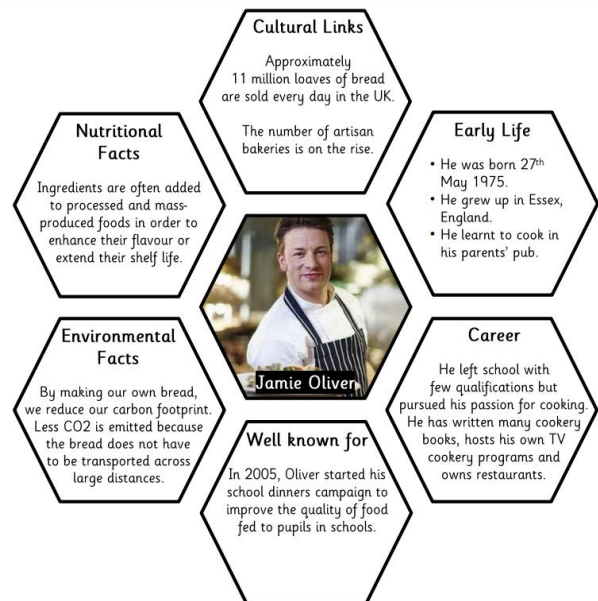 Cultural Links
Approximately
11 million loaves of bread
are sold every day in the UK.
The number of artisan
bakeries is on the rise.
Nutritional
Facts
Ingredients are often added
to processed and mass-
produced foods in order to
enhance their flavour or
extend their shelf life.
Early Life
• He was born 27th
May 1975.
• He grew up in Essex,
England.
• He learnt to cook in
his parents' pub.
Jamie Oliver
Environmental
Facts
By making our own bread,
we reduce our carbon footprint.
Less CO2 is emitted because
the bread does not have
to be transported across
large distances.
Career
He left school with
few qualifications but
pursued his passion for cooking.
He has written many cookery
books, hosts his own TV
cookery programs and
owns restaurants.
Well known for
In 2005, Oliver started his
school dinners campaign to
improve the quality of food
fed to pupils in schools.